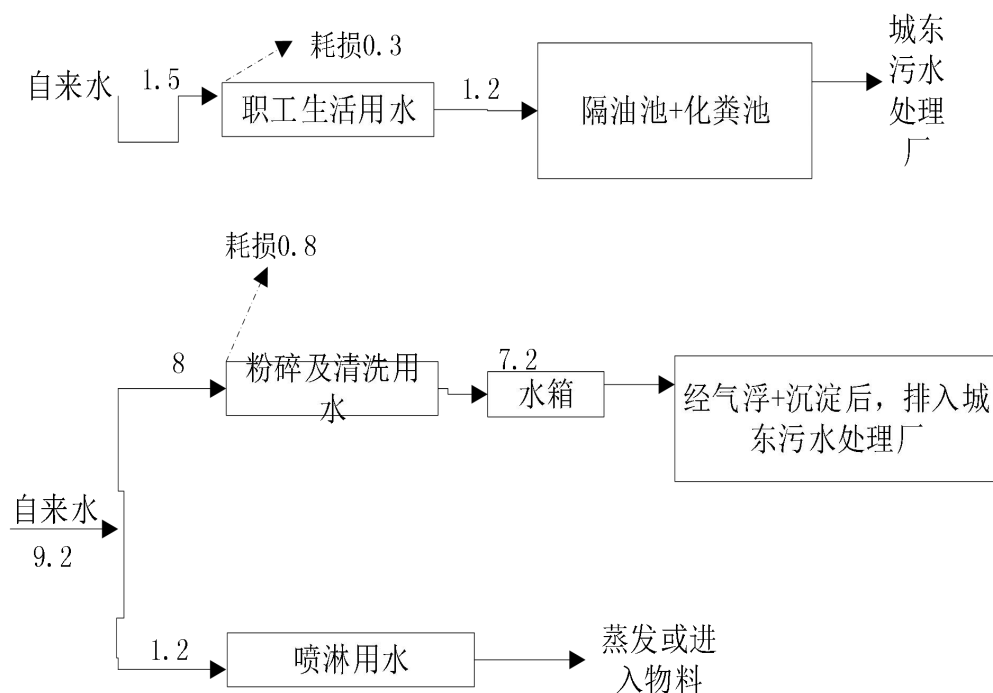 自来水
1.5
耗损0.3
职工生活用水
1.2
隔油池+化粪池
城东
污水
处理
厂
耗损0.8
8
粉碎及清洗用
水
7.2
水箱
经气浮+沉淀后，排入城
东污水处理厂
自来水
9.2
1.2
喷淋用水
蒸发或进
入物料